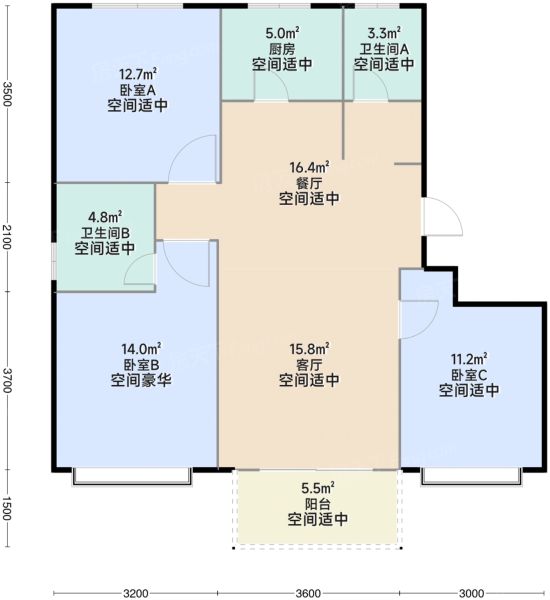 12.7㎡
卧室A
空间适中
5.0㎡
厨房
空间适中
3.3㎡
卫生间A
空间适中
16.4㎡
餐厅
空间适中
4.8㎡
卫生间B
空间适中
14.0㎡
卧室B
空间豪华
15.8㎡
客厅
空间适中
11.2㎡
卧室C
空间适中
5.5㎡
阳台
空间适中
3500
2100
3700
1500
3200
3600
3000